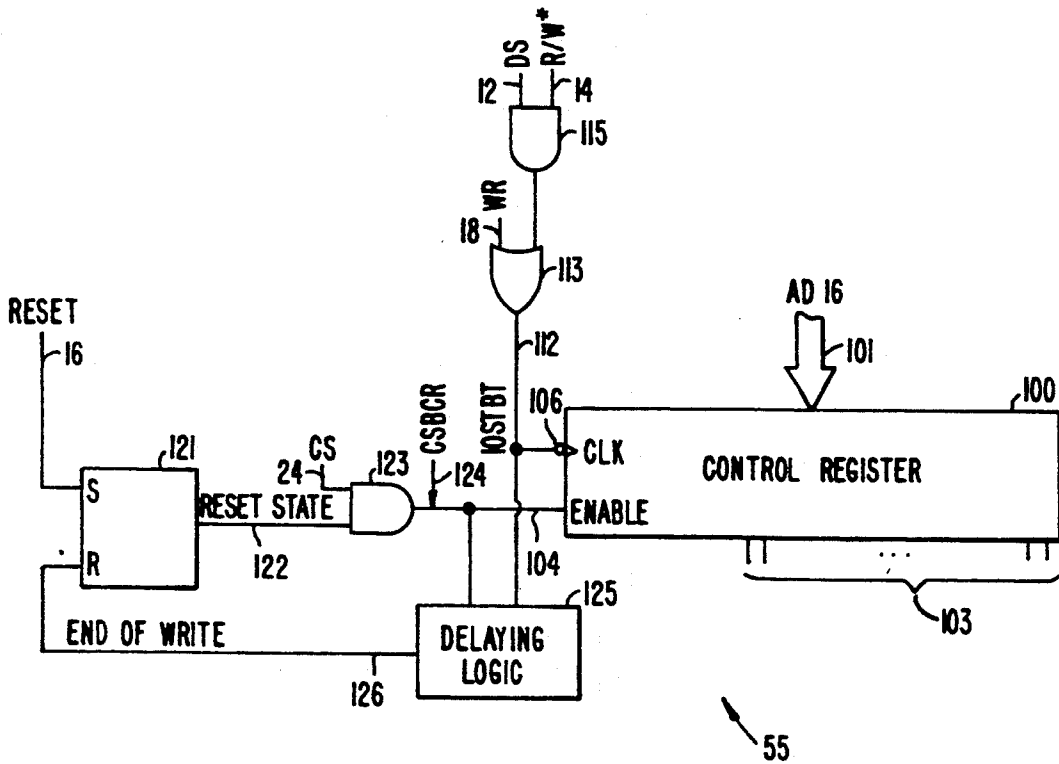 DS
R/W*
12
14
115
WR
18
113
RESET
16
112
AD 16
101
100
IOSTBT
106
CLK
CONTROL REGISTER
CSBCR
124
CS
24
123
121
S
RESET STATE
122
R
ENABLE
104
...
103
125
DELAYING
LOGIC
END OF WRITE
126
55